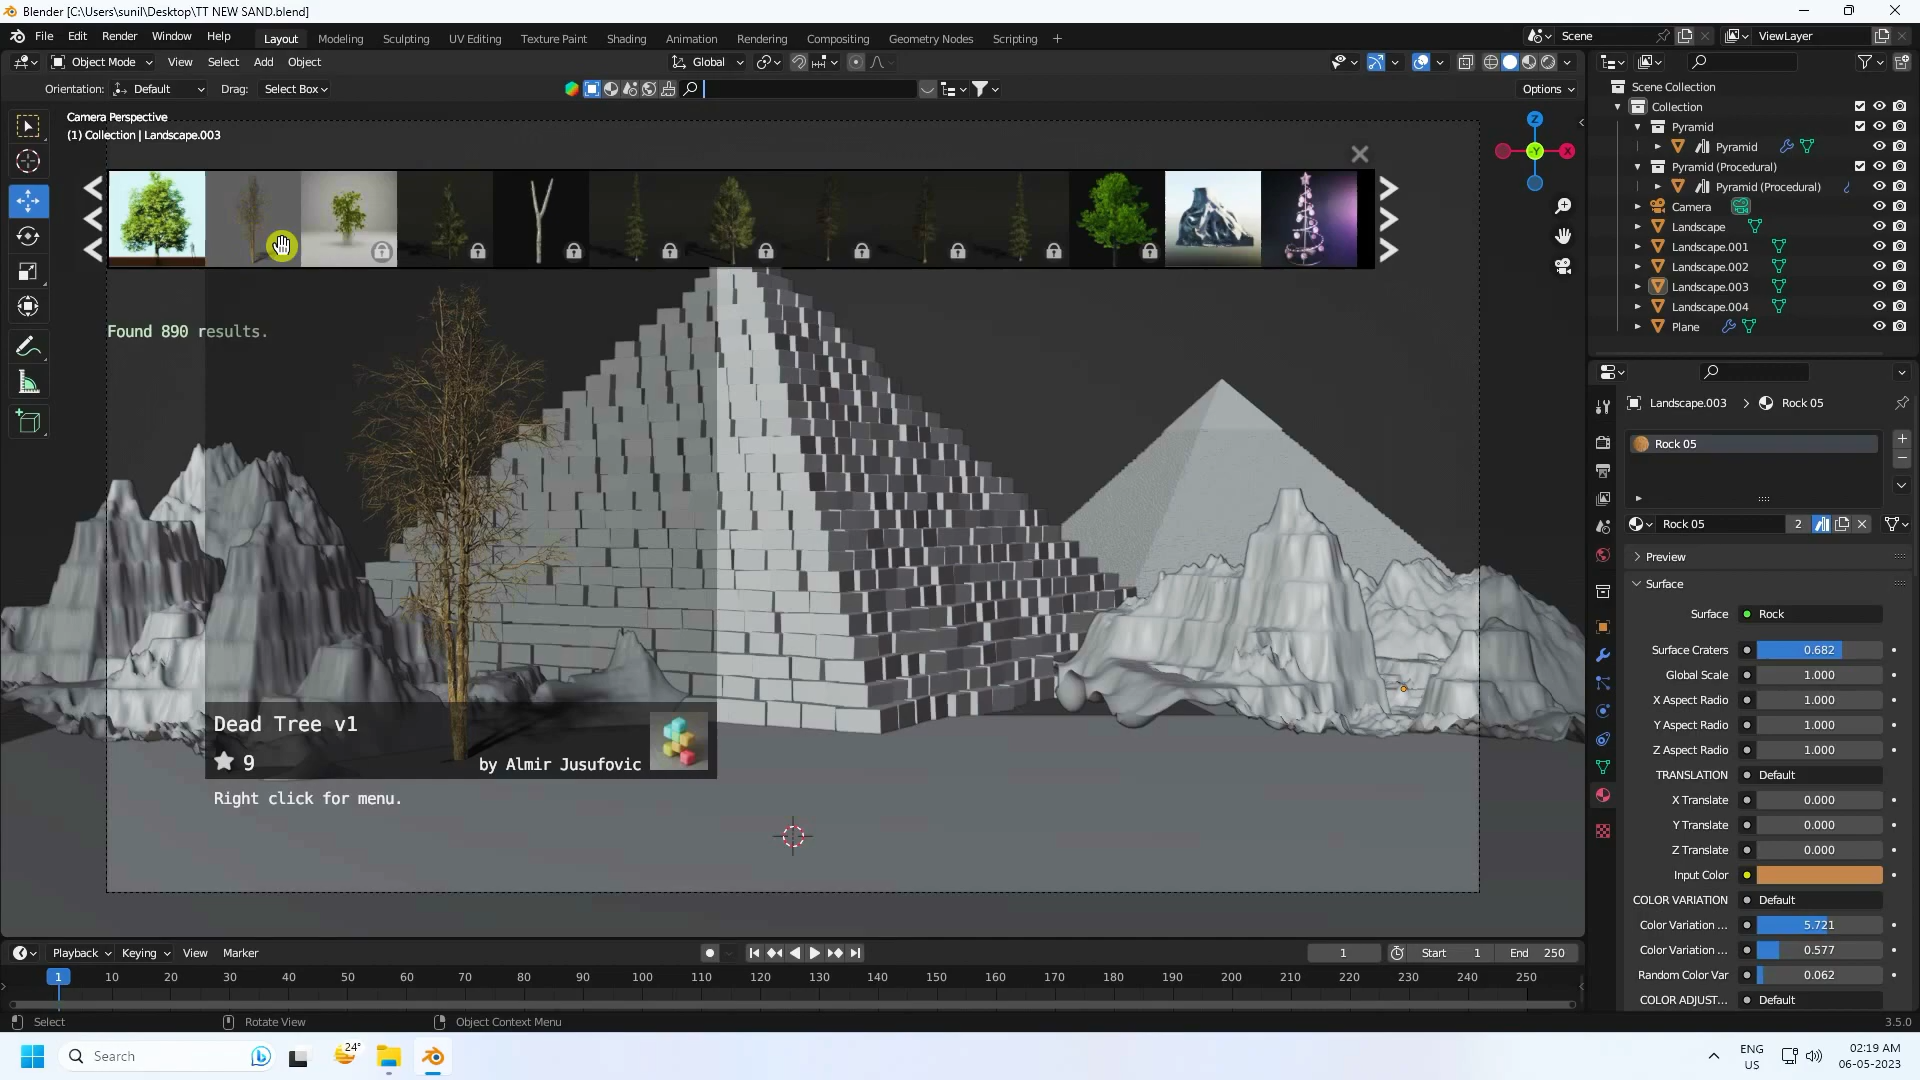 Blender [C:\Users\sunil\Desktop\TT NEW SAND.blend]
File Edit Render Window Help
Layout Modeling Sculpting UV Editing Texture Paint Shading Animation Rendering Compositing Geometry Nodes Scripting +
Scene
ViewLayer
Object Mode View Select Add Object
Global
Orientation: Default Drag: Select Box
Options
Camera Perspective
(1) Collection | Landscape.003
Z
-Y
X
Found 890 results.
Dead Tree v1
9
by Almir Jusufovic
Right click for menu.
Scene Collection
Collection
Pyramid
Pyramid
Pyramid (Procedural)
Pyramid (Procedural)
Camera
Landscape
Landscape.001
Landscape.002
Landscape.003
Landscape.004
Plane
Landscape.003 > Rock 05
Rock 05
Rock 05 2
Preview
Surface
Surface Rock
Surface Craters 0.682
Global Scale 1.000
X Aspect Radio 1.000
Y Aspect Radio 1.000
Z Aspect Radio 1.000
TRANSLATION Default
X Translate 0.000
Y Translate 0.000
Z Translate 0.000
Input Color
COLOR VARIATION Default
Color Variation ... 5.721
Color Variation ... 0.577
Random Color Var 0.062
COLOR ADJUST... Default
Playback Keying View Marker
1 Start 1 End 250
1 10 20 30 40 50 60 70 80 90 100 110 120 130 140 150 160 170 180 190 200 210 220 230 240 250
Select Rotate View Object Context Menu
3.5.0
Search
24°
ENG
US
02:19 AM
06-05-2023